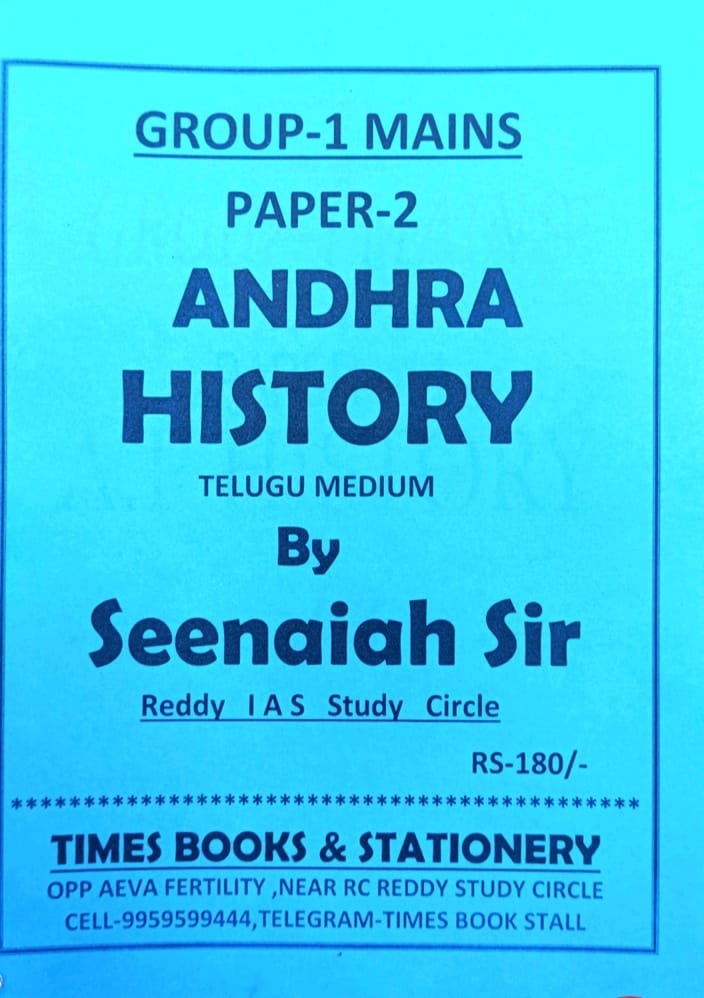 GROUP-1 MAINS
PAPER-2
ANDHRA
HISTORY
TELUGU MEDIUM
By
Seenaiah Sir
Reddy I A S Study Circle
RS-180/-
*********************************************
TIMES BOOKS & STATIONERY
OPP AEVA FERTILITY ,NEAR RC REDDY STUDY CIRCLE
CELL-9959599444,TELEGRAM-TIMES BOOK STALL